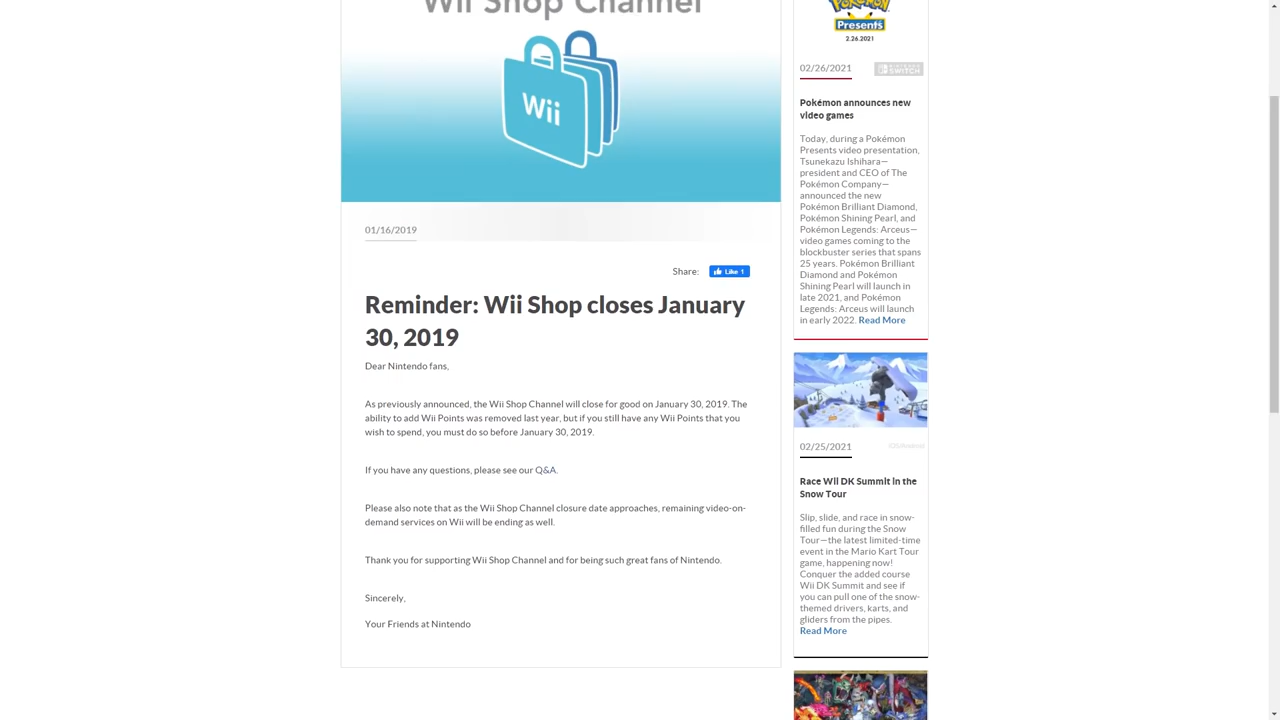 Wii Shop Channel
Wii
01/16/2019
Share:
Like 1
Reminder: Wii Shop closes January
30, 2019
Dear Nintendo fans,
As previously announced, the Wii Shop Channel will close for good on January 30, 2019. The
ability to add Wii Points was removed last year, but if you still have any Wii Points that you
wish to spend, you must do so before January 30, 2019.
If you have any questions, please see our Q&A.
Please also note that as the Wii Shop Channel closure date approaches, remaining video-on-
demand services on Wii will be ending as well.
Thank you for supporting Wii Shop Channel and for being such great fans of Nintendo.
Sincerely,
Your Friends at Nintendo
Pokémon
Presents
2.26.2021
02/26/2021
NINTENDO
SWITCH
Pokémon announces new
video games
Today, during a Pokémon
Presents video presentation,
Tsunekazu Ishihara—
president and CEO of The
Pokémon Company—
announced the new
Pokémon Brilliant Diamond,
Pokémon Shining Pearl, and
Pokémon Legends: Arceus—
video games coming to the
blockbuster series that spans
25 years. Pokémon Brilliant
Diamond and Pokémon
Shining Pearl will launch in
late 2021, and Pokémon
Legends: Arceus will launch
in early 2022. Read More
02/25/2021
iOS/Android
Race Wii DK Summit in the
Snow Tour
Slip, slide, and race in snow-
filled fun during the Snow
Tour—the latest limited-time
event in the Mario Kart Tour
game, happening now!
Conquer the added course
Wii DK Summit and see if
you can pull one of the snow-
themed drivers, karts, and
gliders from the pipes.
Read More